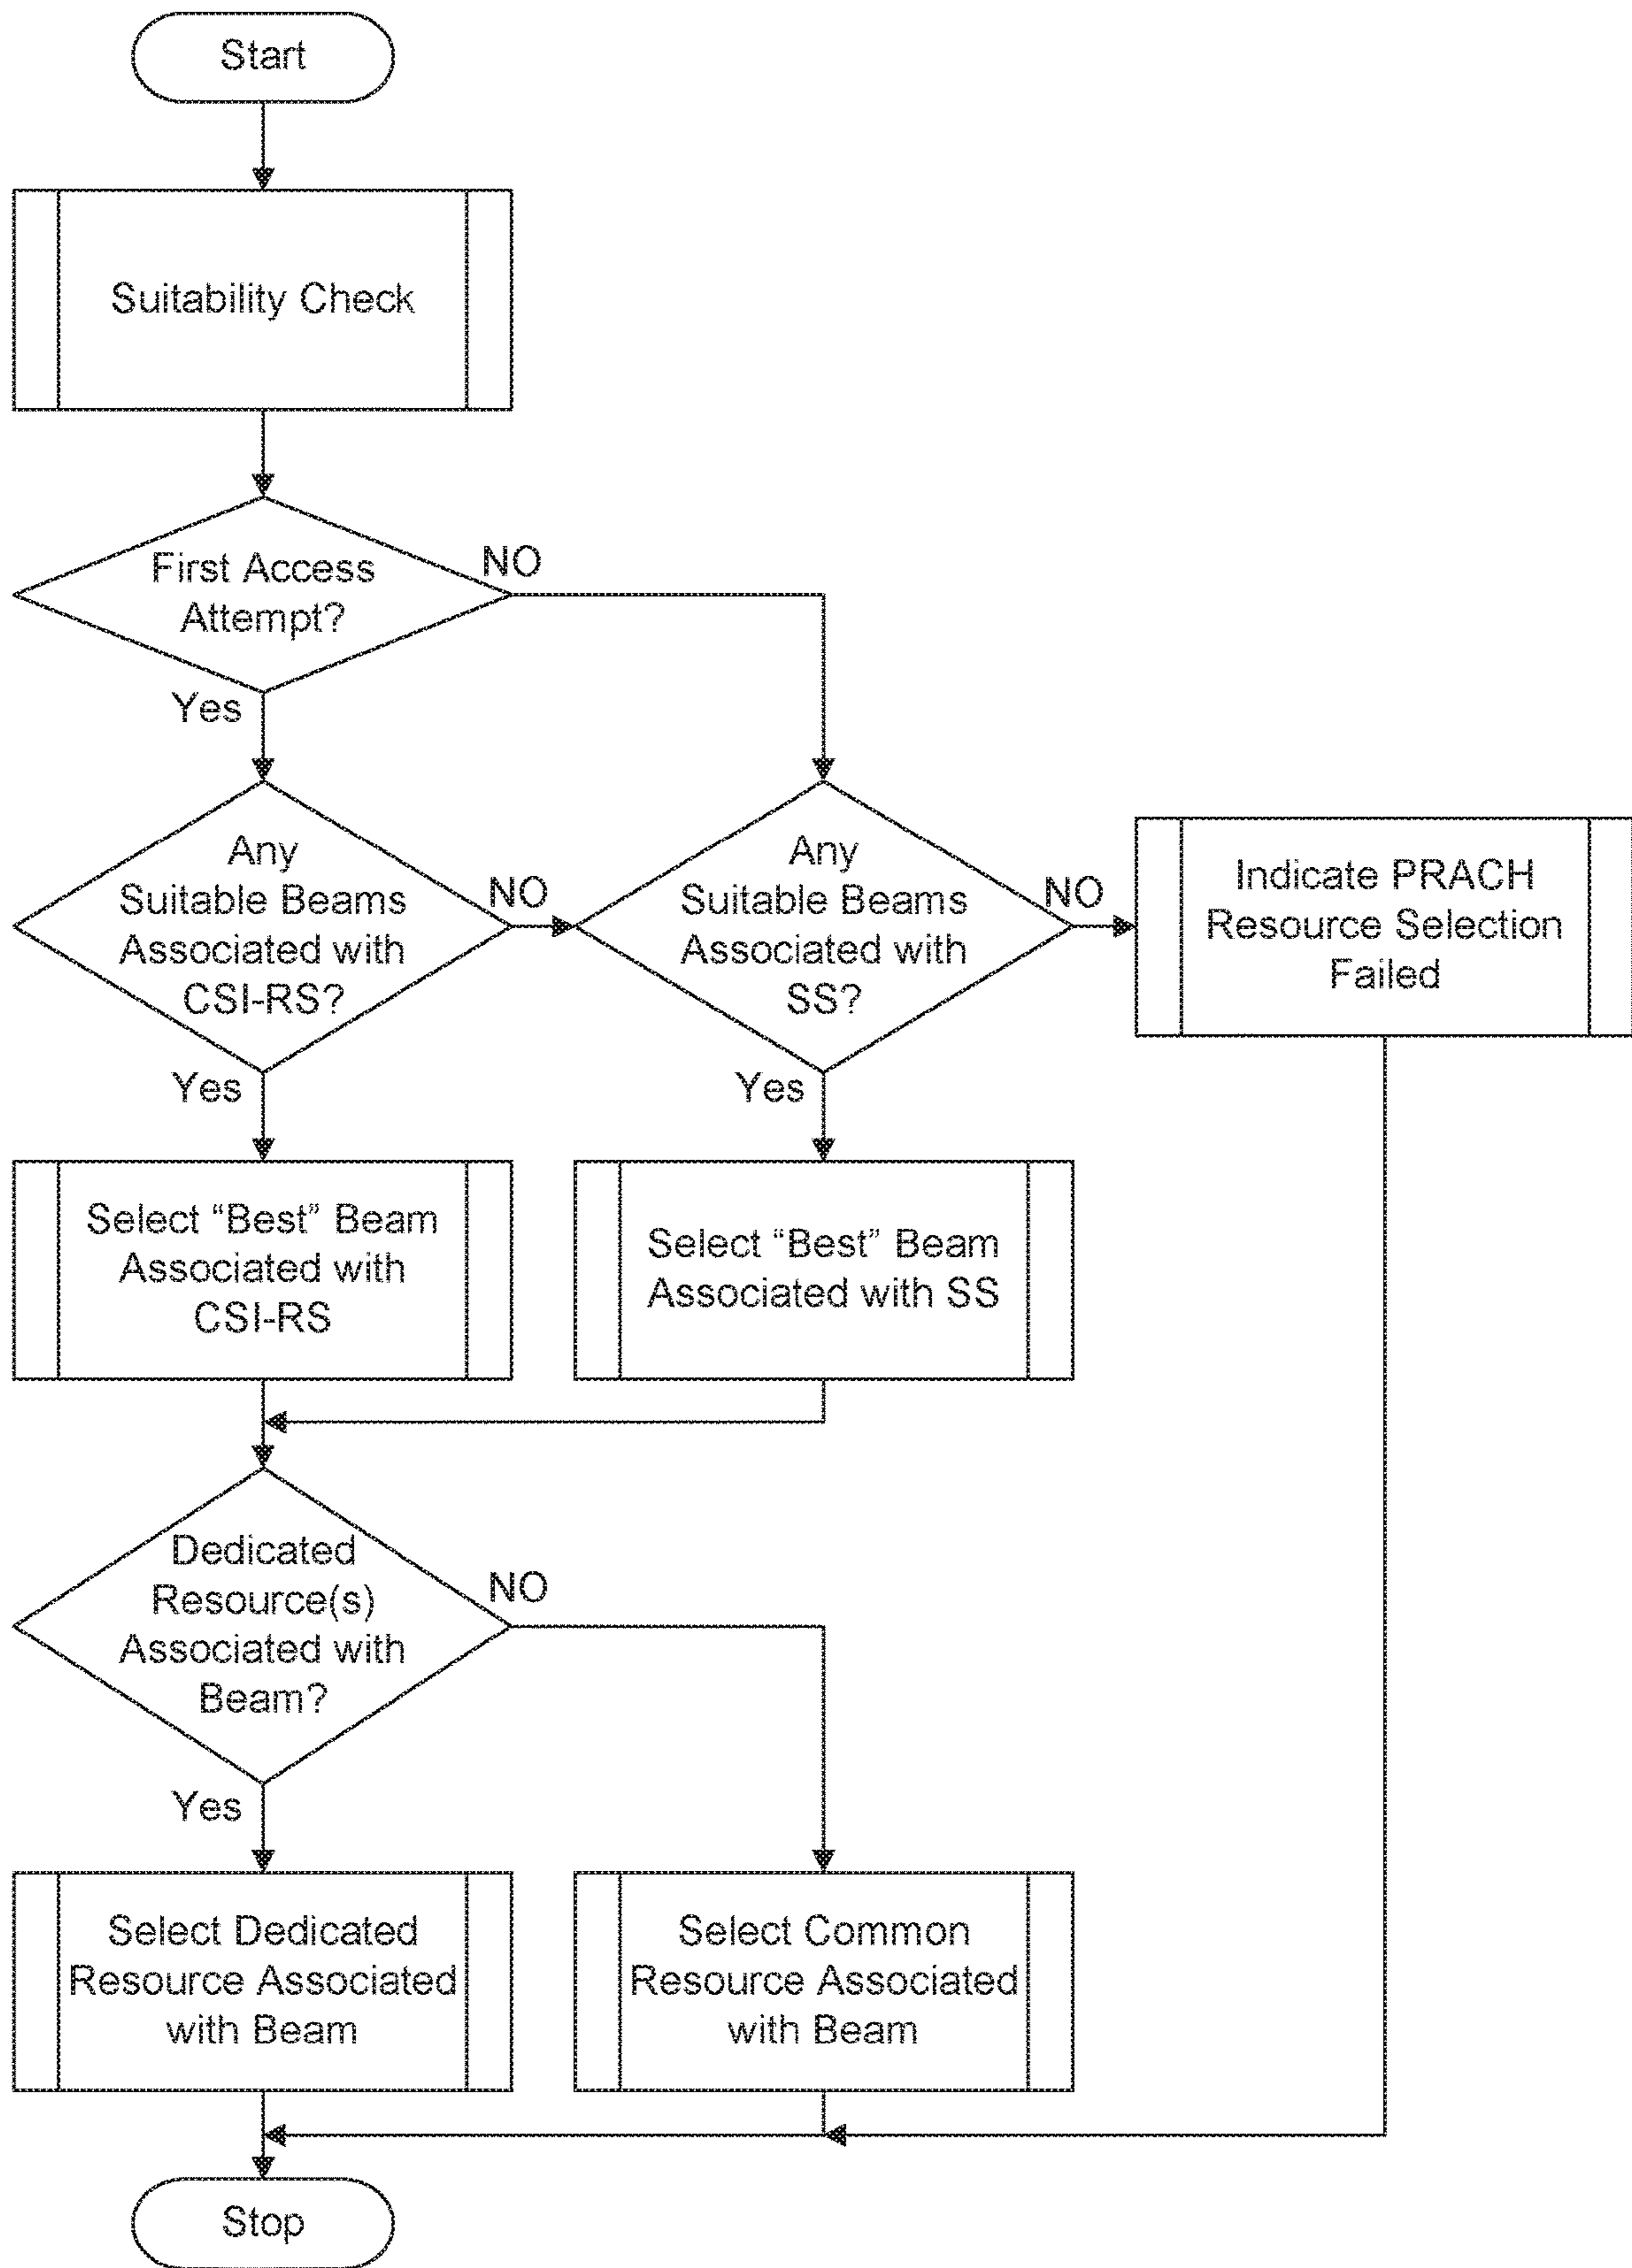 Start
Suitability Check
First Access
Attempt?
NO
Yes
Any
Suitable Beams
Associated with
CSI-RS?
NO
Yes
Any
Suitable Beams
Associated with
SS?
NO
Yes
Indicate PRACH
Resource Selection
Failed
Select “Best” Beam
Associated with
CSI-RS
Select “Best” Beam
Associated with SS
Dedicated
Resource(s)
Associated with
Beam?
NO
Yes
Select Dedicated
Resource Associated
with Beam
Select Common
Resource Associated
with Beam
Stop